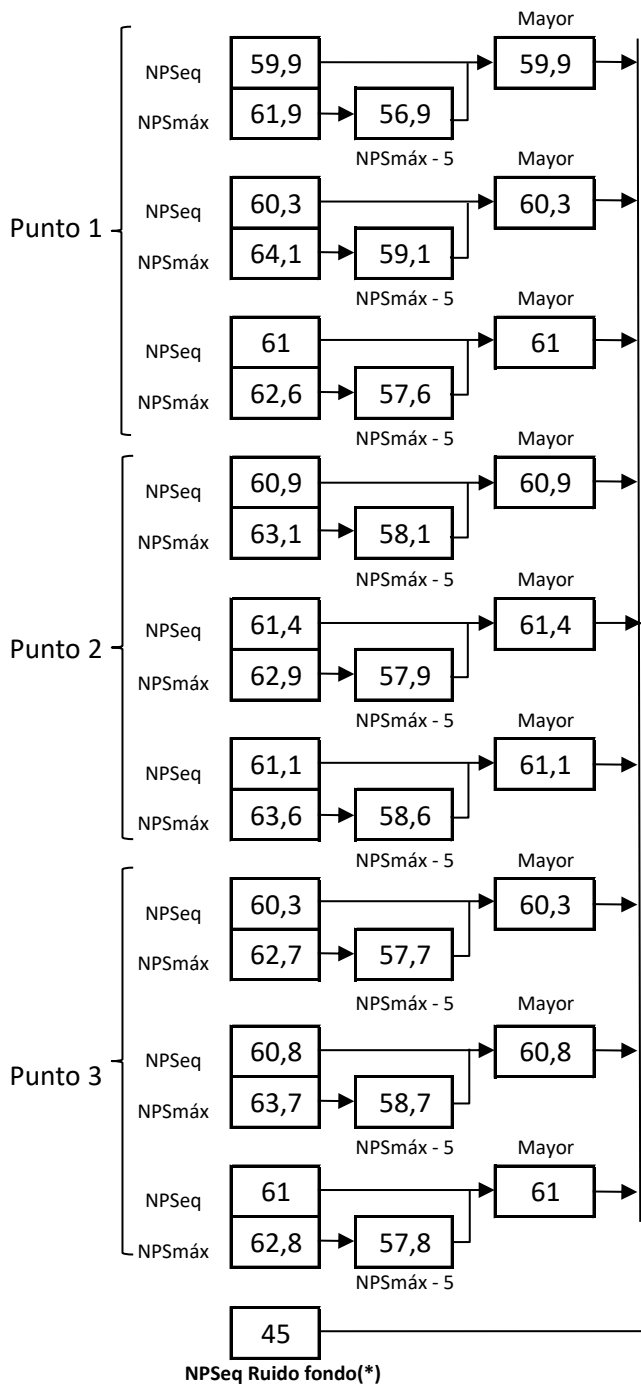 Mayor
NPSeq 59,9 59,9
NPSmáx 61,9 56,9
NPSmáx - 5
Mayor
NPSeq 60,3 60,3
Punto 1
NPSmáx 64,1 59,1
NPSmáx - 5
Mayor
NPSeq 61 61
NPSmáx 62,6 57,6
NPSmáx - 5
Mayor
NPSeq 60,9 60,9
NPSmáx 63,1 58,1
NPSmáx - 5
Mayor
NPSeq 61,4 61,4
Punto 2
NPSmáx 62,9 57,9
NPSmáx - 5
Mayor
NPSeq 61,1 61,1
NPSmáx 63,6 58,6
NPSmáx - 5
Mayor
NPSeq 60,3 60,3
NPSmáx 62,7 57,7
NPSmáx - 5
Mayor
NPSeq 60,8 60,8
Punto 3
NPSmáx 63,7 58,7
NPSmáx - 5
Mayor
NPSeq 61 61
NPSmáx 62,8 57,8
NPSmáx - 5
45
NPSeq Ruido fondo(*)